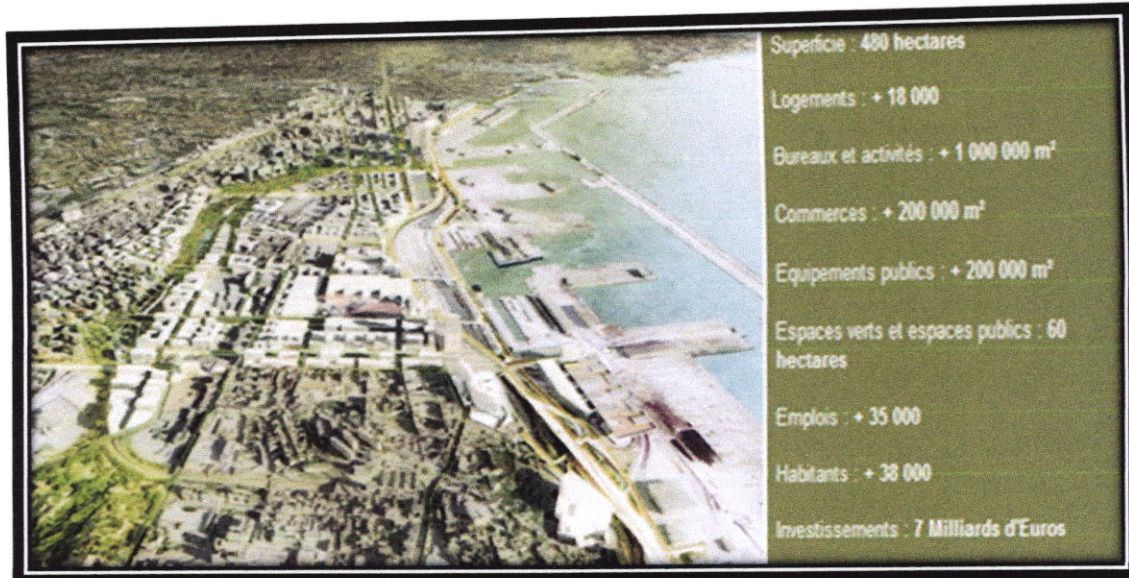 Superficie : 480 hectares
Logements : + 18 000
Bureaux et activités : + 1 000 000 m²
Commerces : + 200 000 m²
Equipements publics : + 200 000 m²
Espaces verts et espaces publics : 60
hectares
Emplois : + 35 000
Habitants : + 38 000
Investissements : 7 Milliards d'Euros